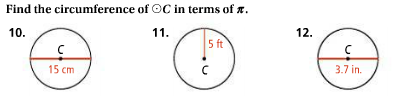 Find the circumference of ⊙C in terms of π.
10.
C
15 cm
11.
5 ft
C
12.
C
3.7 in.